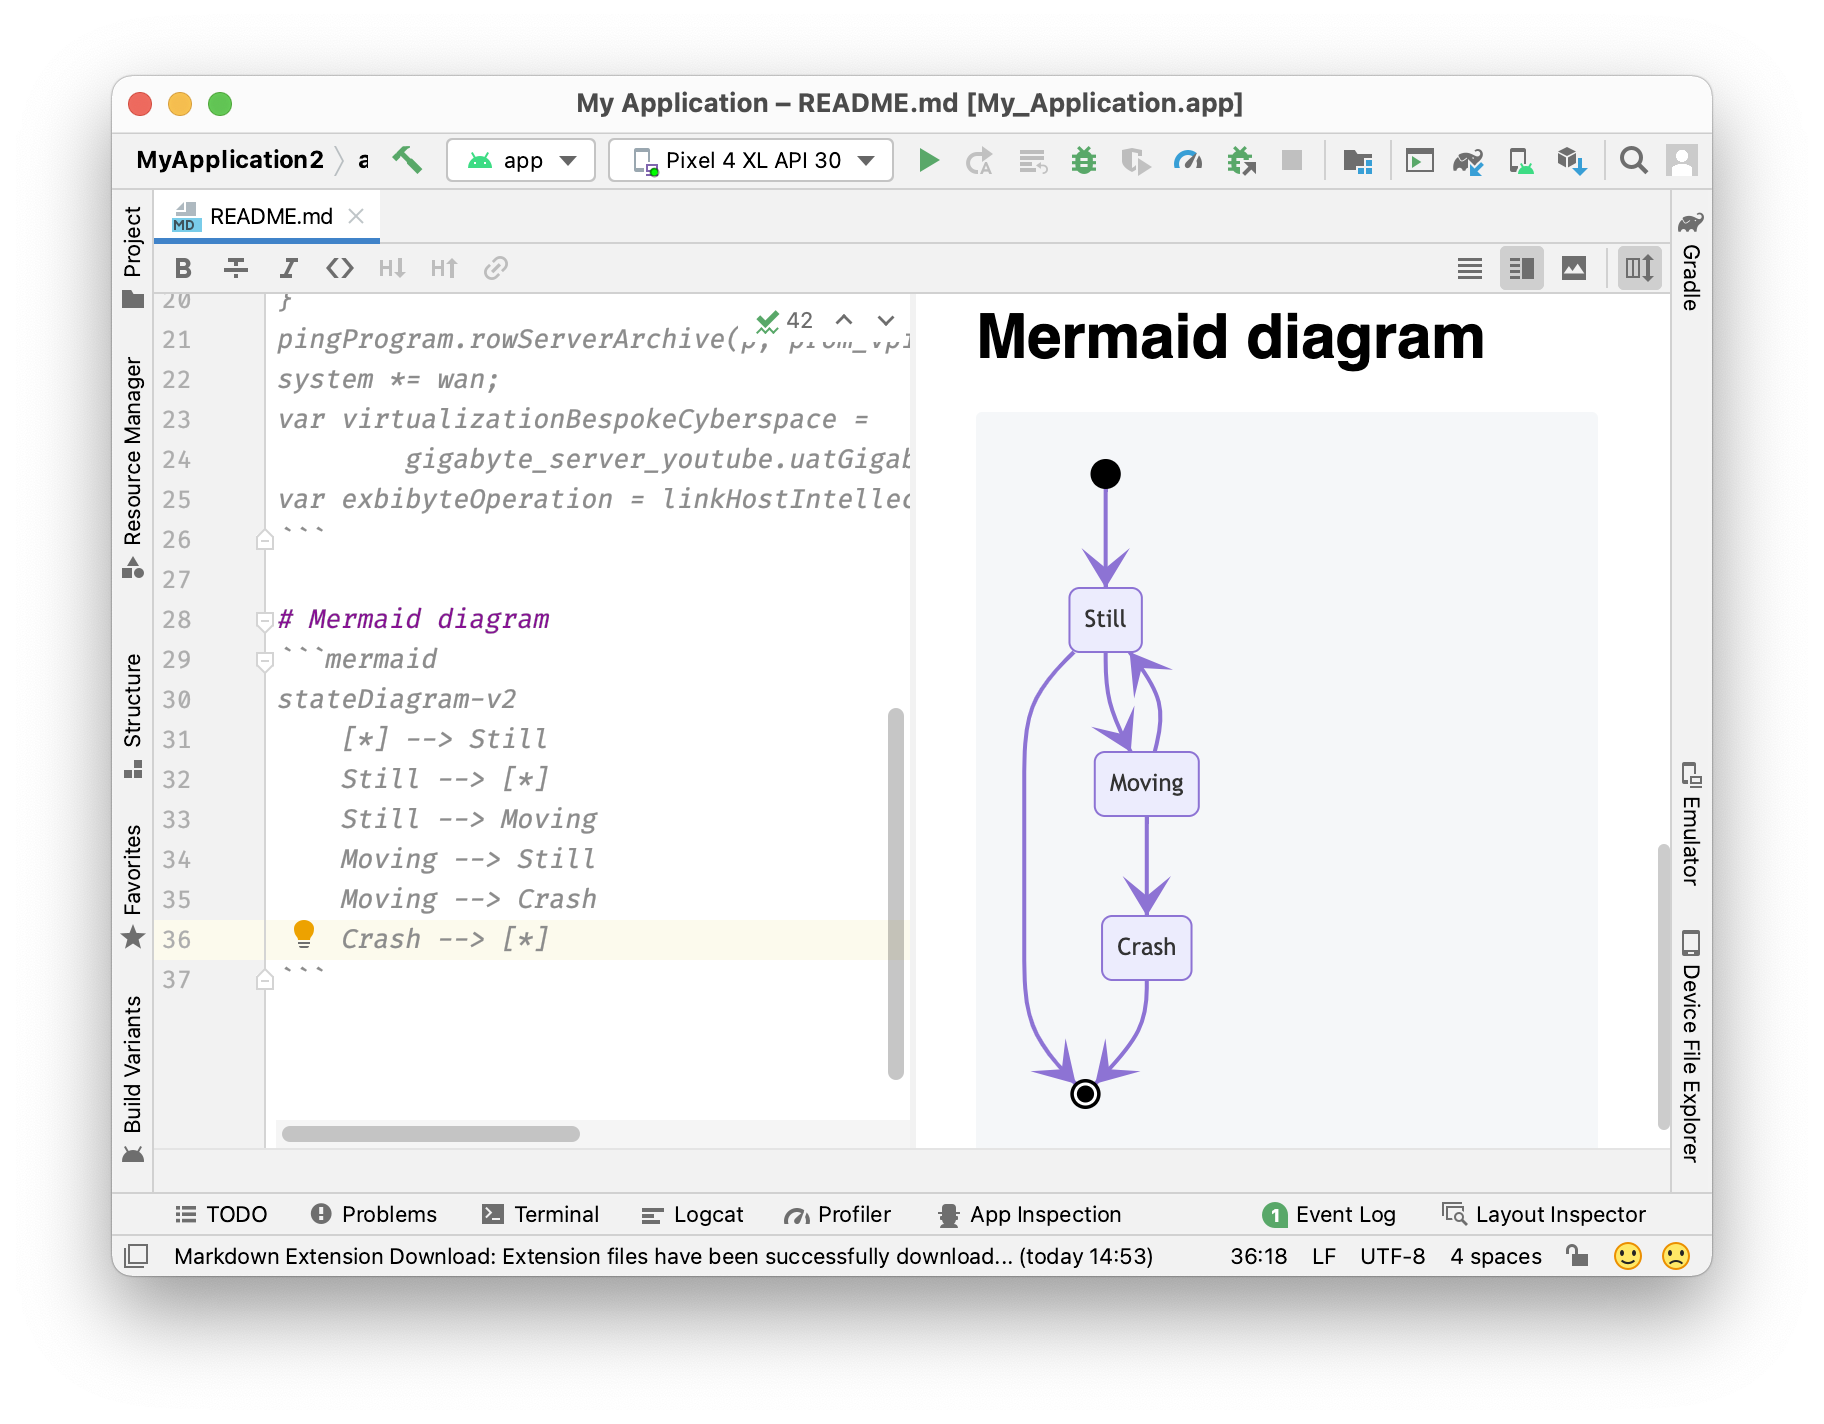 My Application – README.md [My_Application.app]
MyApplication2
app
Pixel 4 XL API 30
README.md
MD
Project
Resource Manager
Structure
Favorites
Build Variants
B I <> H↓ H↑
42
20 }
21 pingProgram.rowServerArchive(p,
22 system *= wan;
23 var virtualizationBespokeCyberspace =
24 gigabyte_server_youtube.uatGigab
25 var exbibyteOperation = linkHostIntellec
26 ```
27
28 # Mermaid diagram
29 ```mermaid
30 stateDiagram-v2
31 [*] --> Still
32 Still --> [*]
33 Still --> Moving
34 Moving --> Still
35 Moving --> Crash
36 Crash --> [*]
37 ```
Mermaid diagram
Still
Moving
Crash
Gradle
Emulator
Device File Explorer
TODO
Problems
Terminal
Logcat
Profiler
App Inspection
1 Event Log
Layout Inspector
Markdown Extension Download: Extension files have been successfully download... (today 14:53)
36:18 LF UTF-8 4 spaces